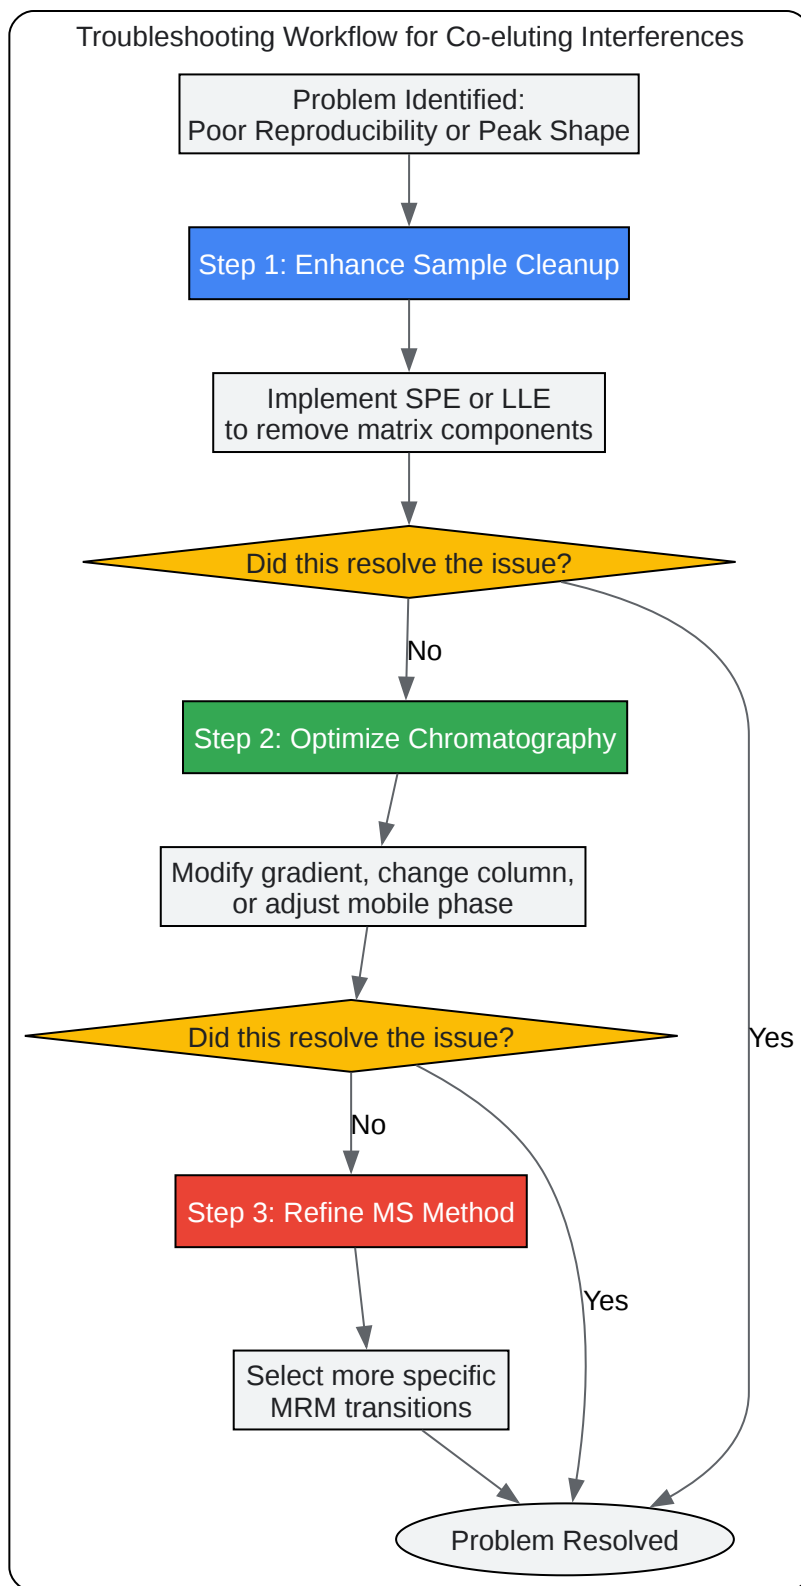 Troubleshooting Workflow for Co-eluting Interferences
Problem Identified:
Poor Reproducibility or Peak Shape
Step 1: Enhance Sample Cleanup
Implement SPE or LLE
to remove matrix components
Did this resolve the issue?
No
Step 2: Optimize Chromatography
Modify gradient, change column,
or adjust mobile phase
Did this resolve the issue?
Yes
No
Step 3: Refine MS Method
Yes
Select more specific
MRM transitions
Problem Resolved